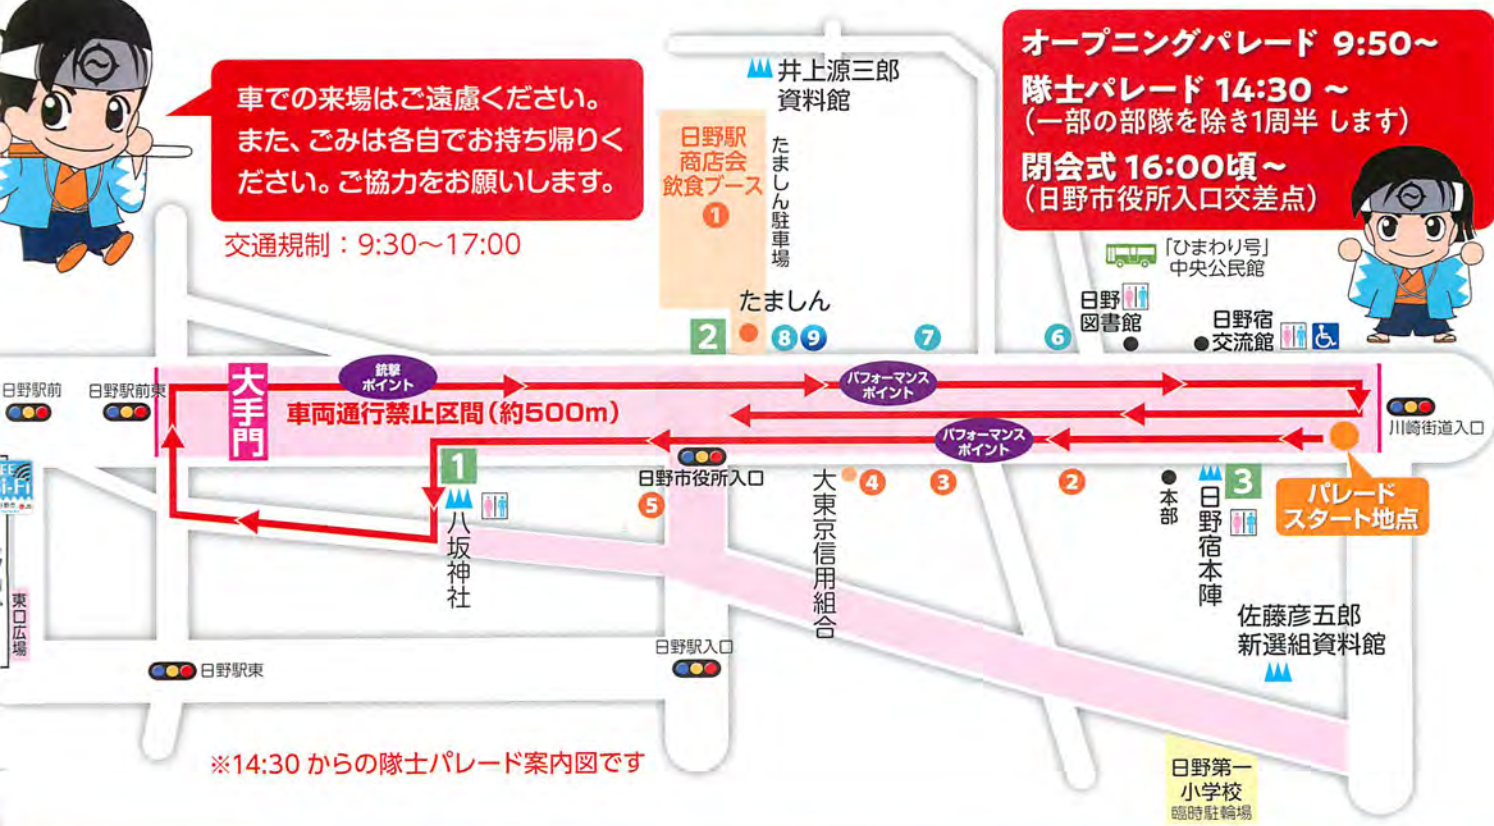 車での来場はご遠慮ください。
また、ごみは各自でお持ち帰りく
ださい。ご協力をお願いします。
交通規制：9:30～17:00
オープニングパレード 9:50～
隊士パレード 14:30 ～
（一部の部隊を除き1周半 します）
閉会式 16:00頃～
（日野市役所入口交差点）
井上源三郎
資料館
日野駅
商店会
飲食ブース
1
たましん駐車場
たましん
「ひまわり号」
中央公民館
日野
図書館
日野宿
交流館
2
8
9
7
6
日野駅前
日野駅前東
大手門
銃撃
ポイント
パフォーマンス
ポイント
車両通行禁止区間（約500m）
パフォーマンス
ポイント
川崎街道入口
1
八坂神社
日野市役所入口
5
大東京信用組合
4
3
2
本部
日野宿本陣
3
パレード
スタート地点
佐藤彦五郎
新選組資料館
東口広場
日野駅東
日野駅入口
※14:30 からの隊士パレード案内図です
日野第一
小学校
臨時駐輪場